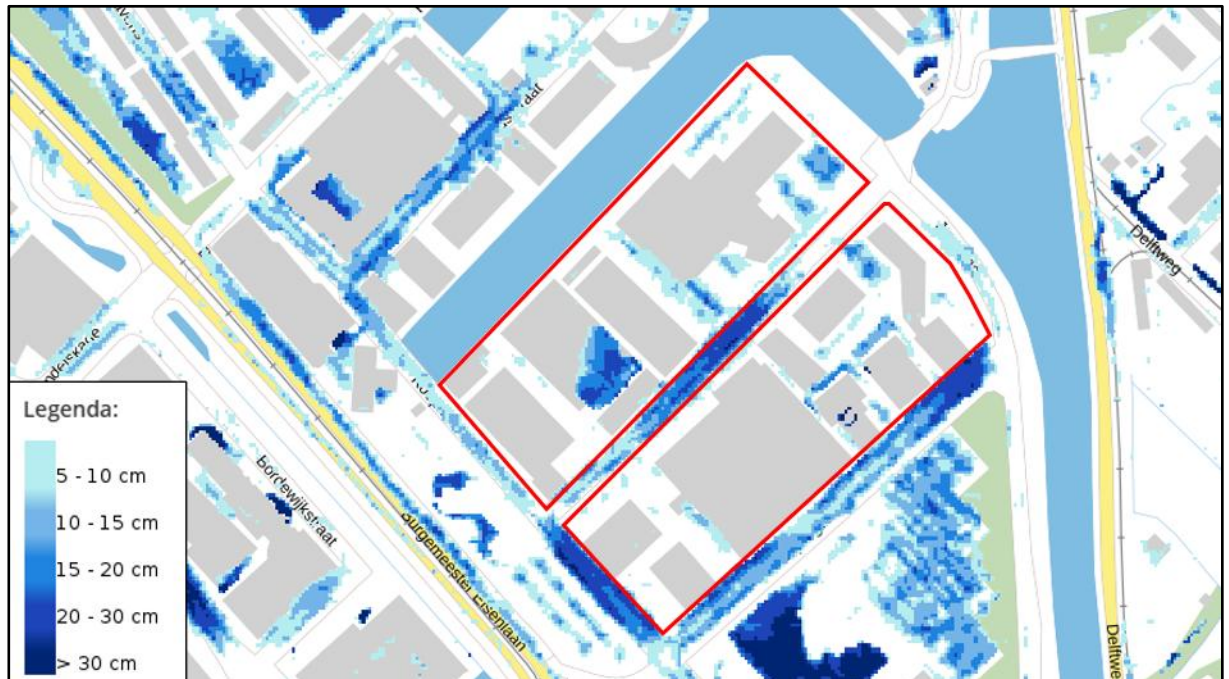 Delftweg
Legenda:
5 - 10 cm
10 - 15 cm
15 - 20 cm
20 - 30 cm
> 30 cm
Bordewijkstraat
Burgemeester Elsenlaan
Delftweg